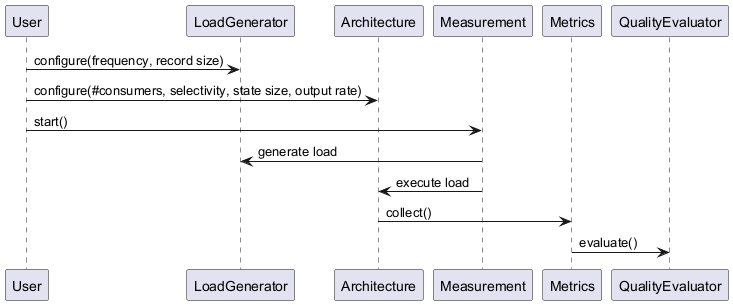 User LoadGenerator Architecture Measurement Metrics QualityEvaluator
configure(frequency, record size)
configure(#consumers, selectivity, state size, output rate)
start()
generate load
execute load
collect()
evaluate()
User LoadGenerator Architecture Measurement Metrics QualityEvaluator